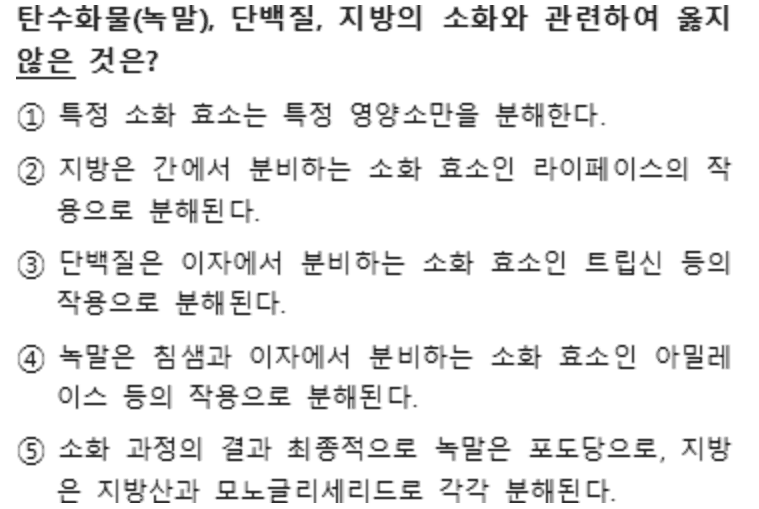 탄수화물(녹말), 단백질, 지방의 소화와 관련하여 옳지
않은 것은?
① 특정 소화 효소는 특정 영양소만을 분해한다.
② 지방은 간에서 분비하는 소화 효소인 라이페이스의 작
용으로 분해된다.
③ 단백질은 이자에서 분비하는 소화 효소인 트립신 등의
작용으로 분해된다.
④ 녹말은 침샘과 이자에서 분비하는 소화 효소인 아밀레
이스 등의 작용으로 분해된다.
⑤ 소화 과정의 결과 최종적으로 녹말은 포도당으로, 지방
은 지방산과 모노글리세리드로 각각 분해된다.